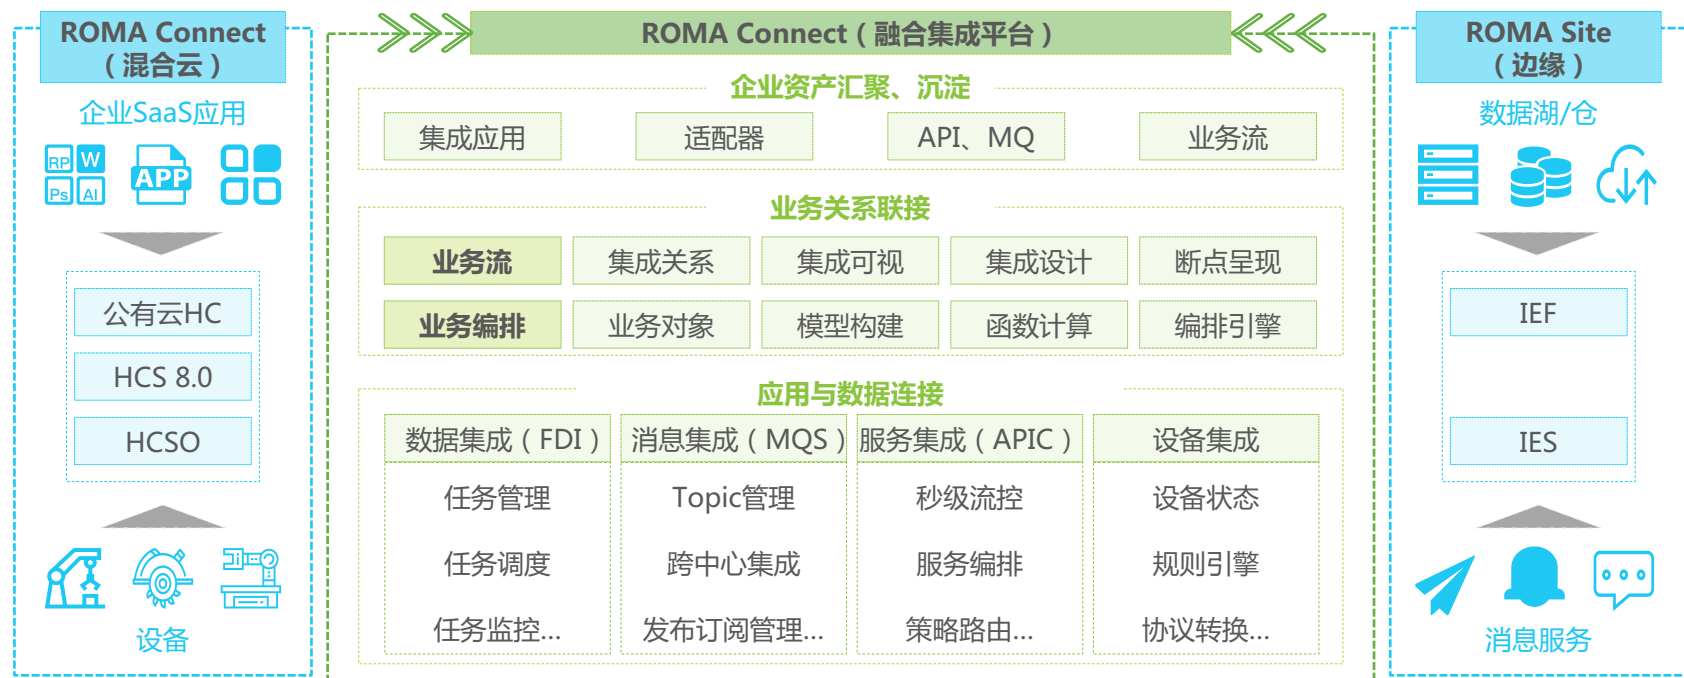 ROMA Connect
（混合云）
企业SaaS应用
RP
W
Ps
AI
APP
公有云HC
HCS 8.0
HCSO
设备
ROMA Connect（融合集成平台）
企业资产汇聚、沉淀
集成应用
适配器
API、MQ
业务流
业务关系联接
业务流
集成关系
集成可视
集成设计
断点呈现
业务编排
业务对象
模型构建
函数计算
编排引擎
应用与数据连接
数据集成（FDI）
消息集成（MQS）
服务集成（APIC）
设备集成
任务管理
Topic管理
秒级流控
设备状态
任务调度
跨中心集成
服务编排
规则引擎
任务监控...
发布订阅管理...
策略路由...
协议转换...
ROMA Site
（边缘）
数据湖/仓
IEF
IES
消息服务